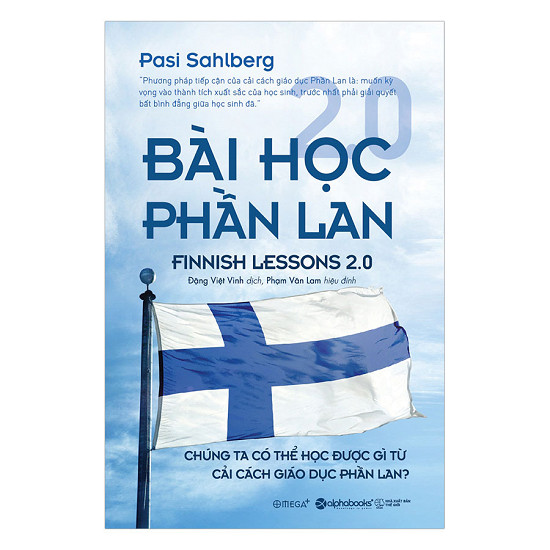 Pasi Sahlberg
"Phương pháp tiếp cận của cải cách giáo dục Phần Lan là: muốn kỳ
vọng vào thành tích xuất sắc của học sinh, trước nhất phải giải quyết
bất bình đẳng giữa học sinh đã."
2.0
BÀI HỌC
PHẦN LAN
FINNISH LESSONS 2.0
Đặng Việt Vinh dịch, Phạm Văn Lam hiệu đính
CHÚNG TA CÓ THỂ HỌC ĐƯỢC GÌ TỪ
CẢI CÁCH GIÁO DỤC PHẦN LAN?
OMEGA+ alphabooks NHÀ XUẤT BẢN THẾ GIỚI